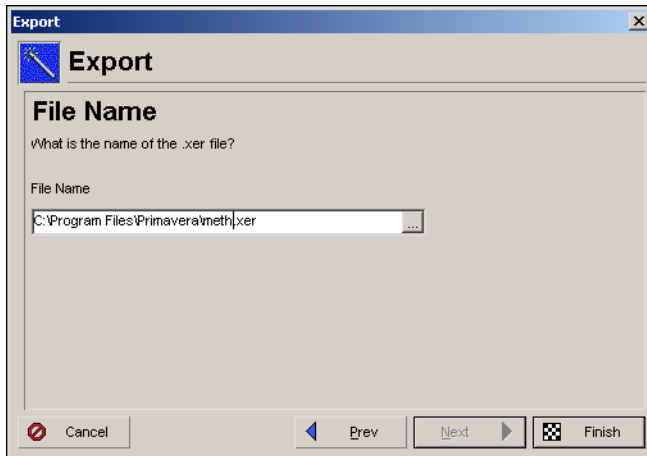 Export
Export
File Name
What is the name of the .xer file?
File Name
C:\Program Files\Primavera\meth.xer
...
Cancel
Prev
Next
Finish